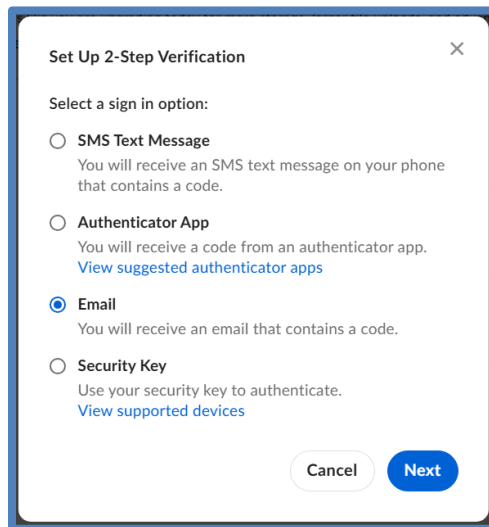 Set Up 2-Step Verification
Select a sign in option:
SMS Text Message
You will receive an SMS text message on your phone
that contains a code.
Authenticator App
You will receive a code from an authenticator app.
View suggested authenticator apps
Email
You will receive an email that contains a code.
Security Key
Use your security key to authenticate.
View supported devices
Cancel Next